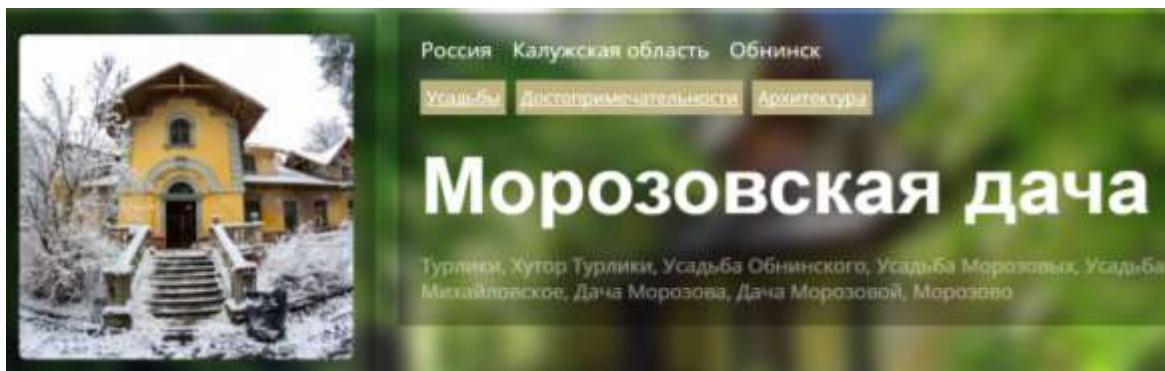 Россия Калужская область Обнинск
Усадьбы Достопримечательности Архитектура
Морозовская дача
Турлики, Хутор Турлики, Усадьба Обнинского, Усадьба Морозовых, Усадьба
Михайловское, Дача Морозова, Дача Морозовой, Морозово